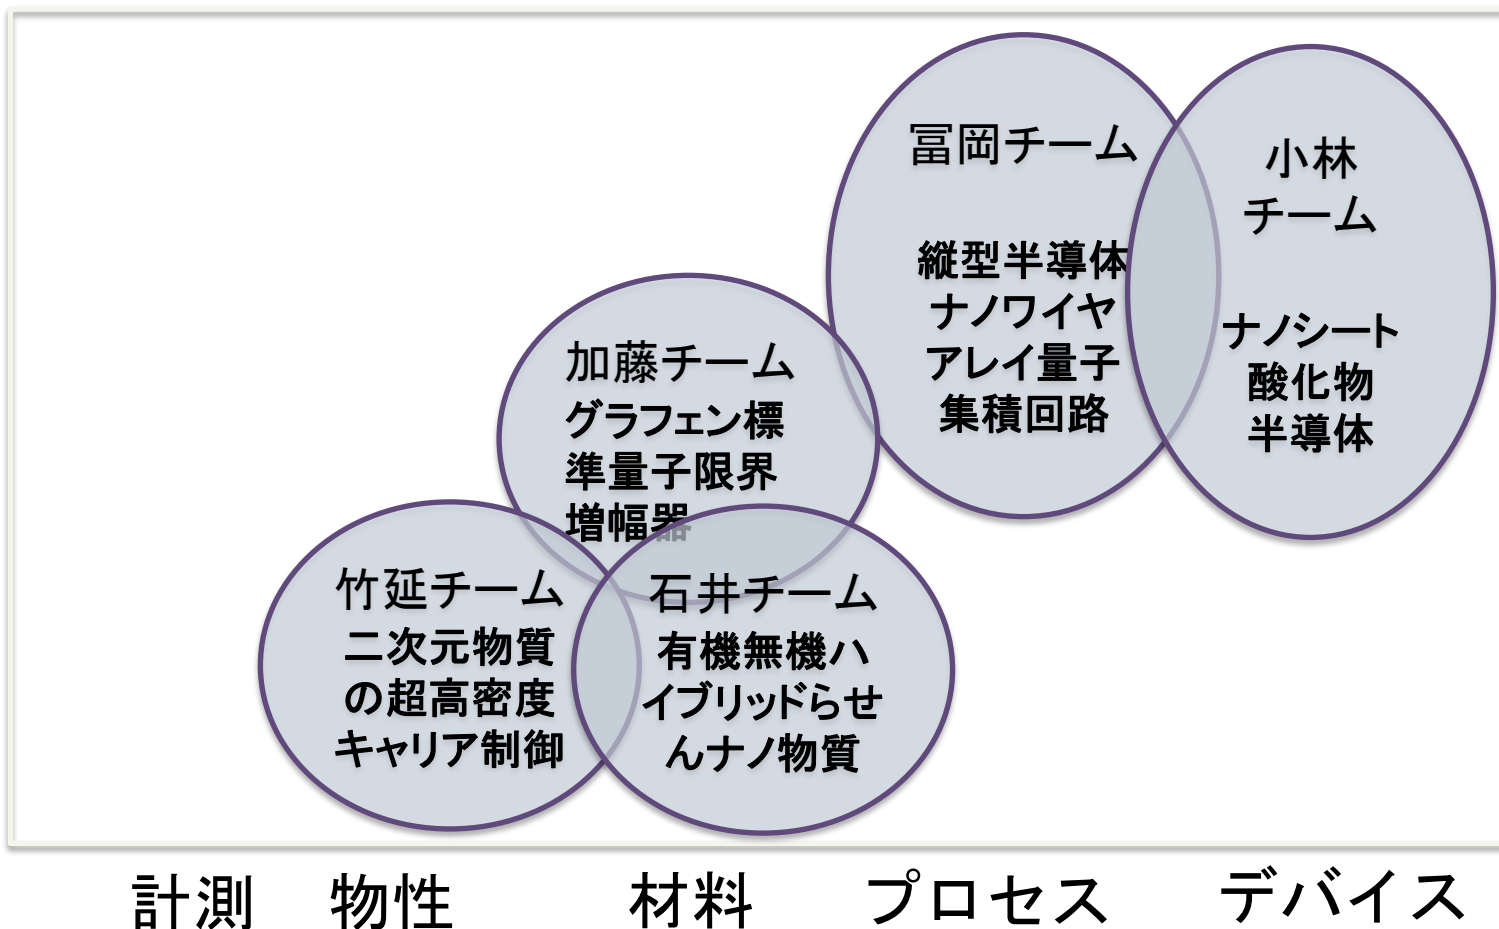 冨岡チーム
縦型半導体
ナノワイヤ
アレイ量子
集積回路
小林
チーム
ナノシート
酸化物
半導体
加藤チーム
グラフェン標
準量子限界
増幅器
竹延チーム
二次元物質
の超高密度
キャリア制御
石井チーム
有機無機ハ
イブリッドらせ
んナノ物質
計測 物性 材料 プロセス デバイス